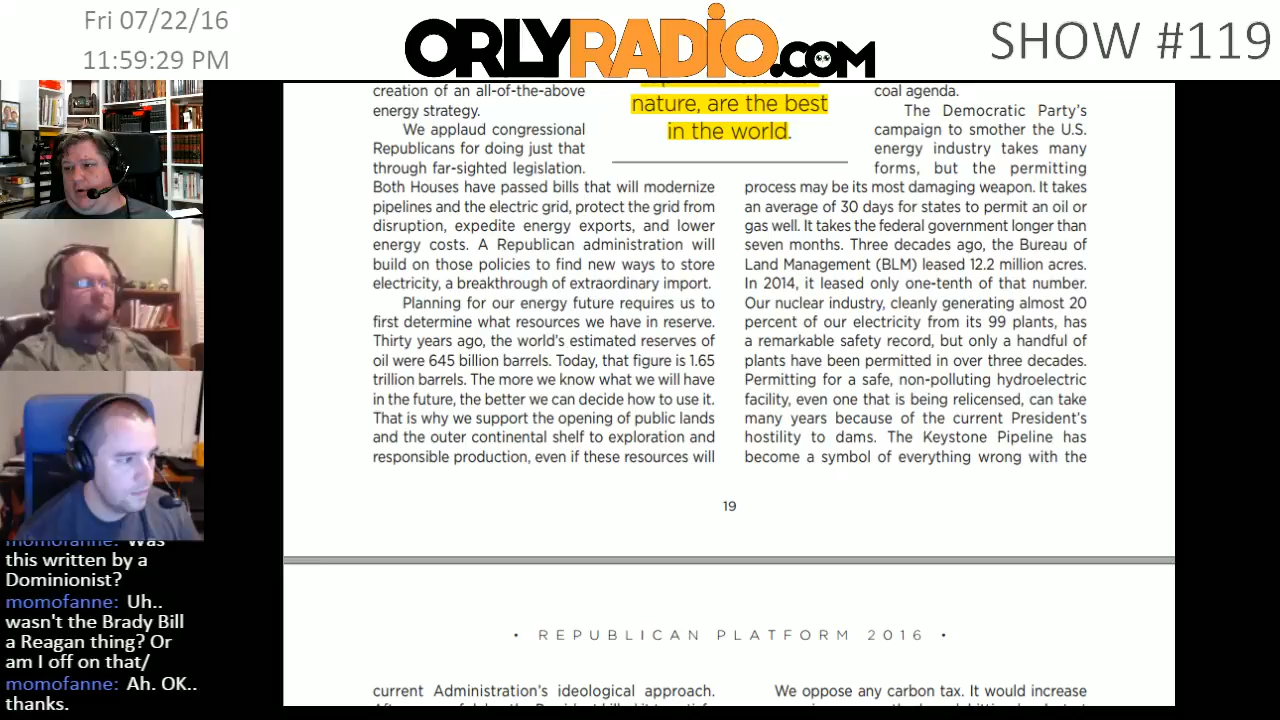 Fri 07/22/16
11:59:29 PM
ORLYRADiO.COM
SHOW #119
creation of an all-of-the-above
energy strategy.
We applaud congressional
Republicans for doing just that
through far-sighted legislation.
Both Houses have passed bills that will modernize
pipelines and the electric grid, protect the grid from
disruption, expedite energy exports, and lower
energy costs. A Republican administration will
build on those policies to find new ways to store
electricity, a breakthrough of extraordinary import.
Planning for our energy future requires us to
first determine what resources we have in reserve.
Thirty years ago, the world's estimated reserves of
oil were 645 billion barrels. Today, that figure is 1.65
trillion barrels. The more we know what we will have
in the future, the better we can decide how to use it.
That is why we support the opening of public lands
and the outer continental shelf to exploration and
responsible production, even if these resources will
nature, are the best
in the world.
coal agenda.
The Democratic Party's
campaign to smother the U.S.
energy industry takes many
forms, but the permitting
process may be its most damaging weapon. It takes
an average of 30 days for states to permit an oil or
gas well. It takes the federal government longer than
seven months. Three decades ago, the Bureau of
Land Management (BLM) leased 12.2 million acres.
In 2014, it leased only one-tenth of that number.
Our nuclear industry, cleanly generating almost 20
percent of our electricity from its 99 plants, has
a remarkable safety record, but only a handful of
plants have been permitted in over three decades.
Permitting for a safe, non-polluting hydroelectric
facility, even one that is being relicensed, can take
many years because of the current President's
hostility to dams. The Keystone Pipeline has
become a symbol of everything wrong with the
19
• REPUBLICAN PLATFORM 2016 •
current Administration's ideological approach.
We oppose any carbon tax. It would increase
momofanne: Was
this written by a
Dominionist?
momofanne: Uh..
wasn't the Brady Bill
a Reagan thing? Or
am I off on that/
momofanne: Ah. OK..
thanks.